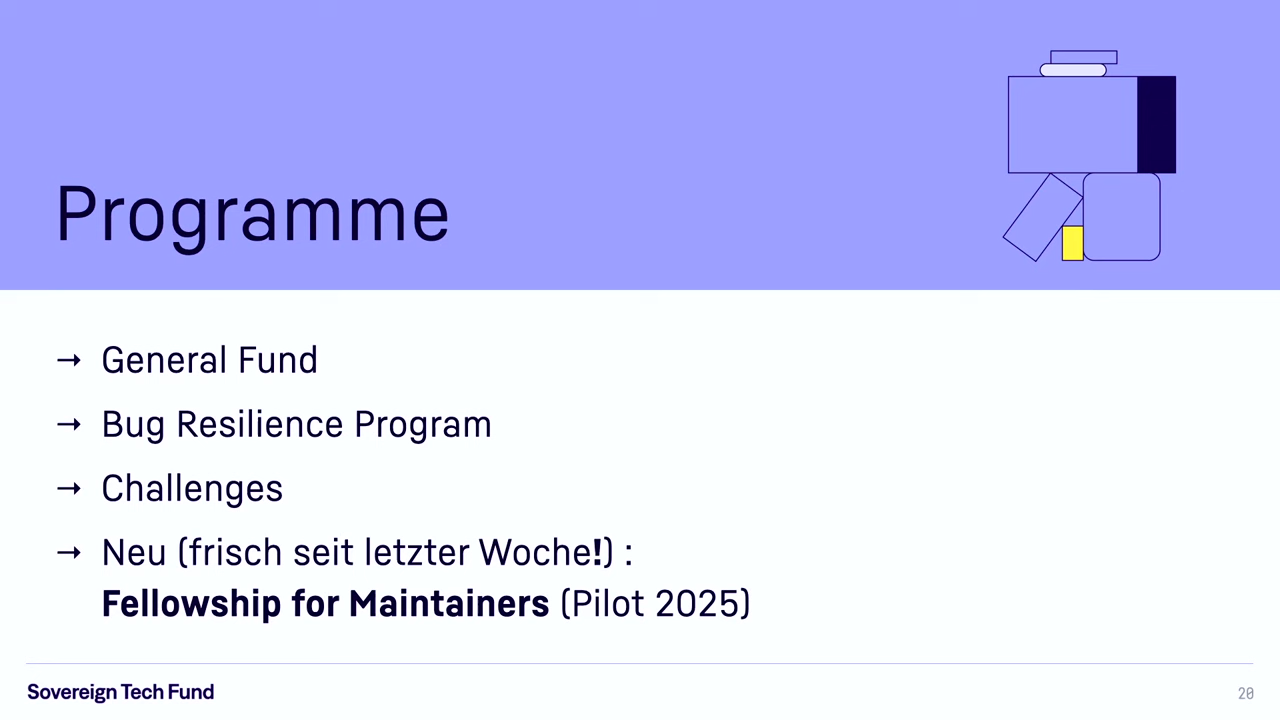 Programme
→ General Fund
→ Bug Resilience Program
→ Challenges
→ Neu (frisch seit letzter Woche!) :
Fellowship for Maintainers (Pilot 2025)
Sovereign Tech Fund
20